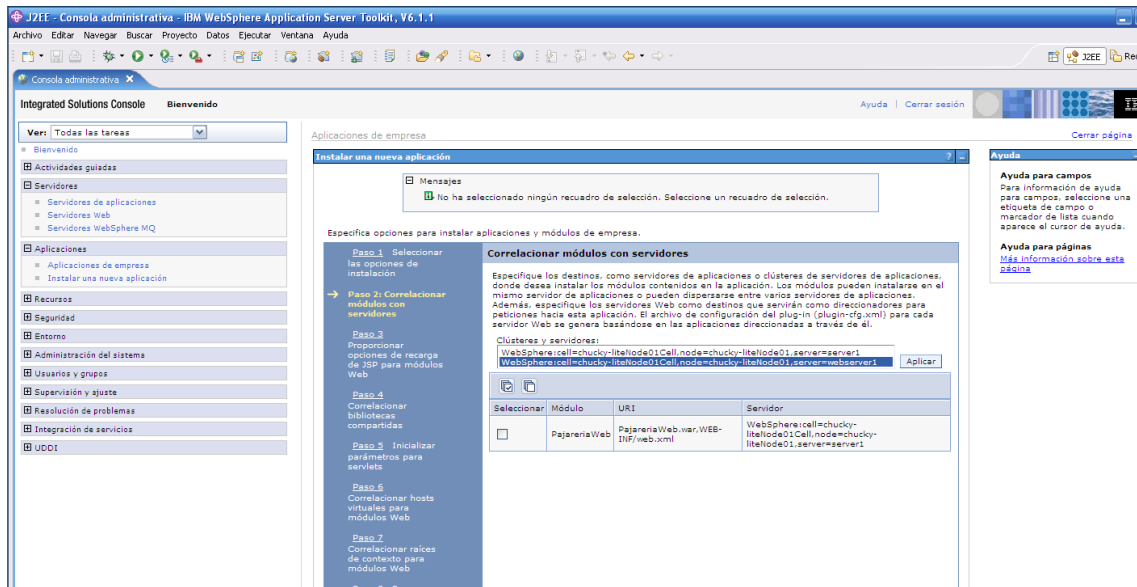 J2EE - Consola administrativa - IBM WebSphere Application Server Toolkit, V6.1.1
Archivo Editar Navegar Buscar Proyecto Datos Ejecutar Ventana Ayuda
J2EE
Consola administrativa
Integrated Solutions Console Bienvenido
Ayuda | Cerrar sesión
Ver: Todas las tareas
Bienvenido
Actividades guiadas
Servidores
Servidores de aplicaciones
Servidores Web
Servidores WebSphere MQ
Aplicaciones
Aplicaciones de empresa
Instalar una nueva aplicación
Recursos
Seguridad
Entorno
Administración del sistema
Usuarios y grupos
Supervisión y ajuste
Resolución de problemas
Integración de servicios
UDDI
Aplicaciones de empresa
Cerrar página
Instalar una nueva aplicación
? -
Mensajes
No ha seleccionado ningún recuadro de selección. Seleccione un recuadro de selección.
Especifica opciones para instalar aplicaciones y módulos de empresa.
Paso 1 Seleccionar
las opciones de
instalación
Paso 2: Correlacionar
módulos con
servidores
Paso 3
Proporcionar
opciones de recarga
de JSP para módulos
Web
Paso 4
Correlacionar
bibliotecas
compartidas
Paso 5 Inicializar
parámetros para
servlets
Paso 6
Correlacionar hosts
virtuales para
módulos Web
Paso 7
Correlacionar raíces
de contexto para
módulos Web
Correlacionar módulos con servidores
Especifique los destinos, como servidores de aplicaciones o clústeres de servidores de aplicaciones,
donde desea instalar los módulos contenidos en la aplicación. Los módulos pueden instalarse en el
mismo servidor de aplicaciones o pueden dispersarse entre varios servidores de aplicaciones.
Además, especifique los servidores Web como destinos que servirán como direccionadores para
peticiones hacia esta aplicación. El archivo de configuración del plug-in (plugin-cfg.xml) para cada
servidor Web se genera basándose en las aplicaciones direccionadas a través de él.
Clústeres y servidores:
WebSphere:cell=chucky-liteNode01Cell,node=chucky-liteNode01,server=server1
WebSphere:cell=chucky-liteNode01Cell,node=chucky-liteNode01,server=webserver1
Aplicar
Seleccionar Módulo URI Servidor
PajareriaWeb
PajareriaWeb.war,WEB-
INF/web.xml
WebSphere:cell=chucky-
liteNode01Cell,node=chucky-
liteNode01,server=server1
Ayuda
Ayuda para campos
Para información de ayuda
para campos, seleccione una
etiqueta de campo o
marcador de lista cuando
aparece el cursor de ayuda.
Ayuda para páginas
Más información sobre esta
página